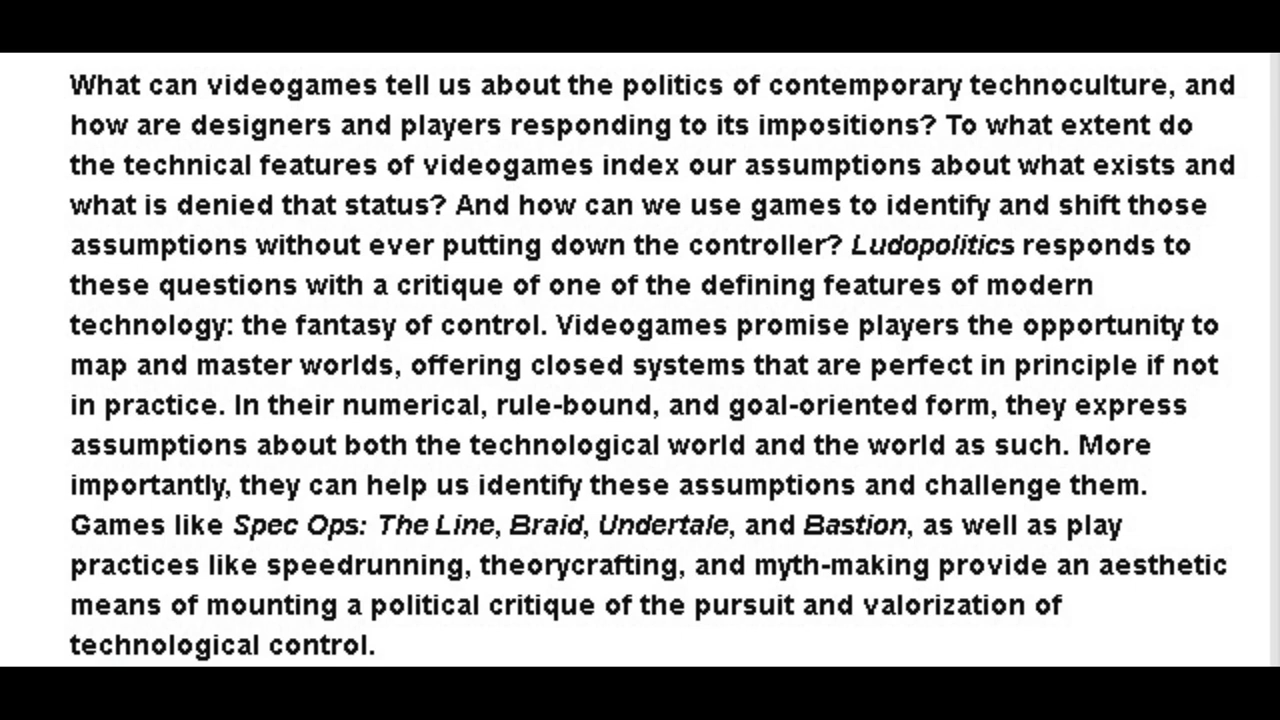 What can videogames tell us about the politics of contemporary technoculture, and
how are designers and players responding to its impositions? To what extent do
the technical features of videogames index our assumptions about what exists and
what is denied that status? And how can we use games to identify and shift those
assumptions without ever putting down the controller? Ludopolitics responds to
these questions with a critique of one of the defining features of modern
technology: the fantasy of control. Videogames promise players the opportunity to
map and master worlds, offering closed systems that are perfect in principle if not
in practice. In their numerical, rule-bound, and goal-oriented form, they express
assumptions about both the technological world and the world as such. More
importantly, they can help us identify these assumptions and challenge them.
Games like Spec Ops: The Line, Braid, Undertale, and Bastion, as well as play
practices like speedrunning, theorycrafting, and myth-making provide an aesthetic
means of mounting a political critique of the pursuit and valorization of
technological control.